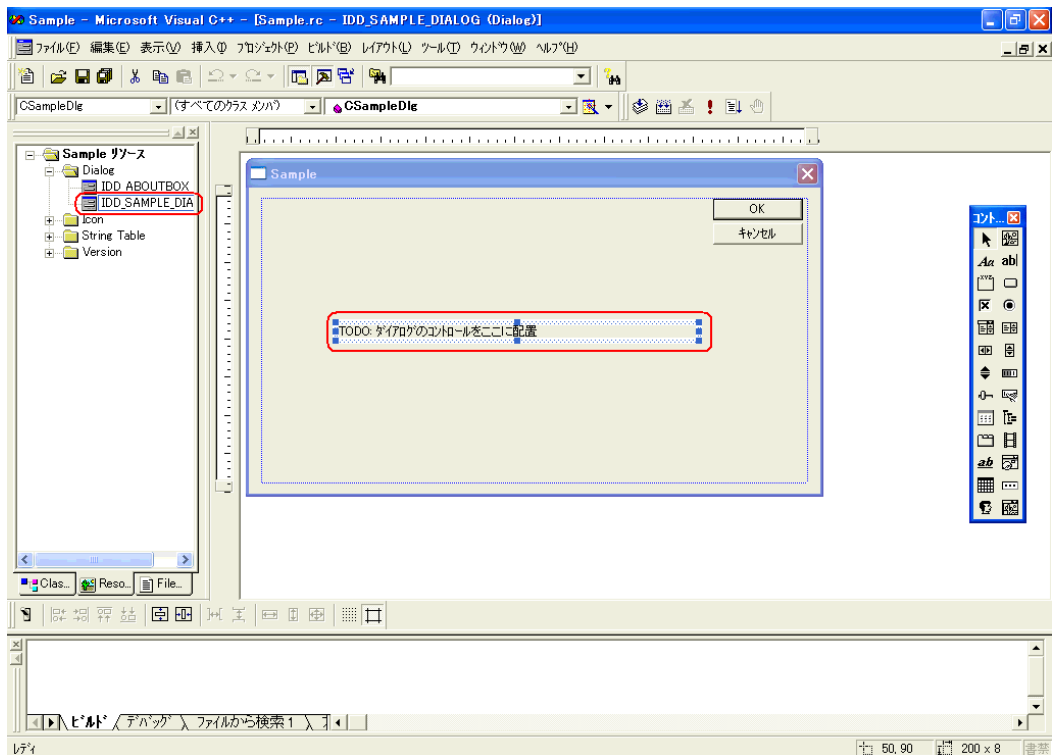 Sample - Microsoft Visual C++ - [Sample.rc - IDD_SAMPLE_DIALOG (Dialog)]
ファイル(F) 編集(E) 表示(V) 挿入(I) プロジェクト(P) ビルド(B) レイアウト(L) ツール(T) ウィンドウ(W) ヘルプ(H)
CSampleDlg (すべてのクラス メンバ) CSampleDlg
Sample リソース
Dialog
IDD_ABOUTBOX
IDD_SAMPLE_DIA
Icon
String Table
Version
Sample
OK
キャンセル
TODO: ダイアログのコントロールをここに配置
コント...
Aa ab|
XYZ
ab
Clas... Reso... File...
ビルド デバッグ ファイルから検索 1
レディ 50, 90 200 x 8 書禁